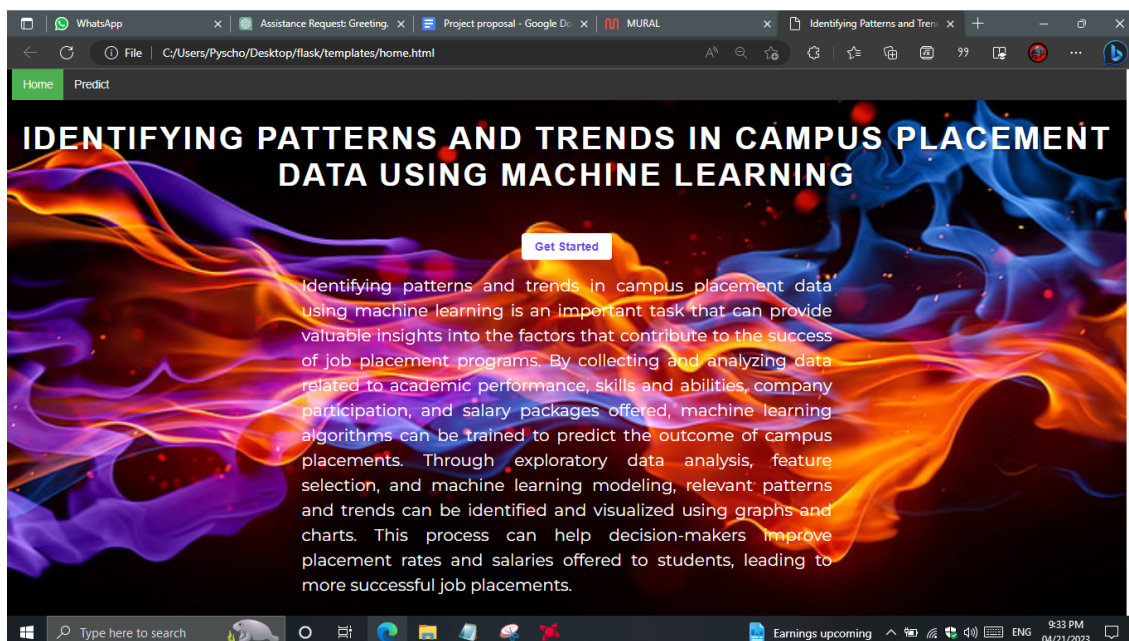 WhatsApp
Assistance Request: Greeting.
Project proposal - Google Do
MURAL
Identifying Patterns and Tren
File
C:/Users/Pyscho/Desktop/flask/templates/home.html
Home
Predict
IDENTIFYING PATTERNS AND TRENDS IN CAMPUS PLACEMENT
DATA USING MACHINE LEARNING
Get Started
Identifying patterns and trends in campus placement data
using machine learning is an important task that can provide
valuable insights into the factors that contribute to the success
of job placement programs. By collecting and analyzing data
related to academic performance, skills and abilities, company
participation, and salary packages offered, machine learning
algorithms can be trained to predict the outcome of campus
placements. Through exploratory data analysis, feature
selection, and machine learning modeling, relevant patterns
and trends can be identified and visualized using graphs and
charts. This process can help decision-makers improve
placement rates and salaries offered to students, leading to
more successful job placements.
Type here to search
Earnings upcoming
ENG
9:33 PM
04/21/2023